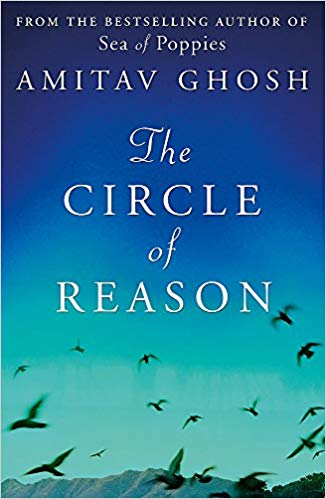 FROM THE BESTSELLING AUTHOR OF
Sea of Poppies
AMITAV GHOSH
The
CIRCLE
of
REASON